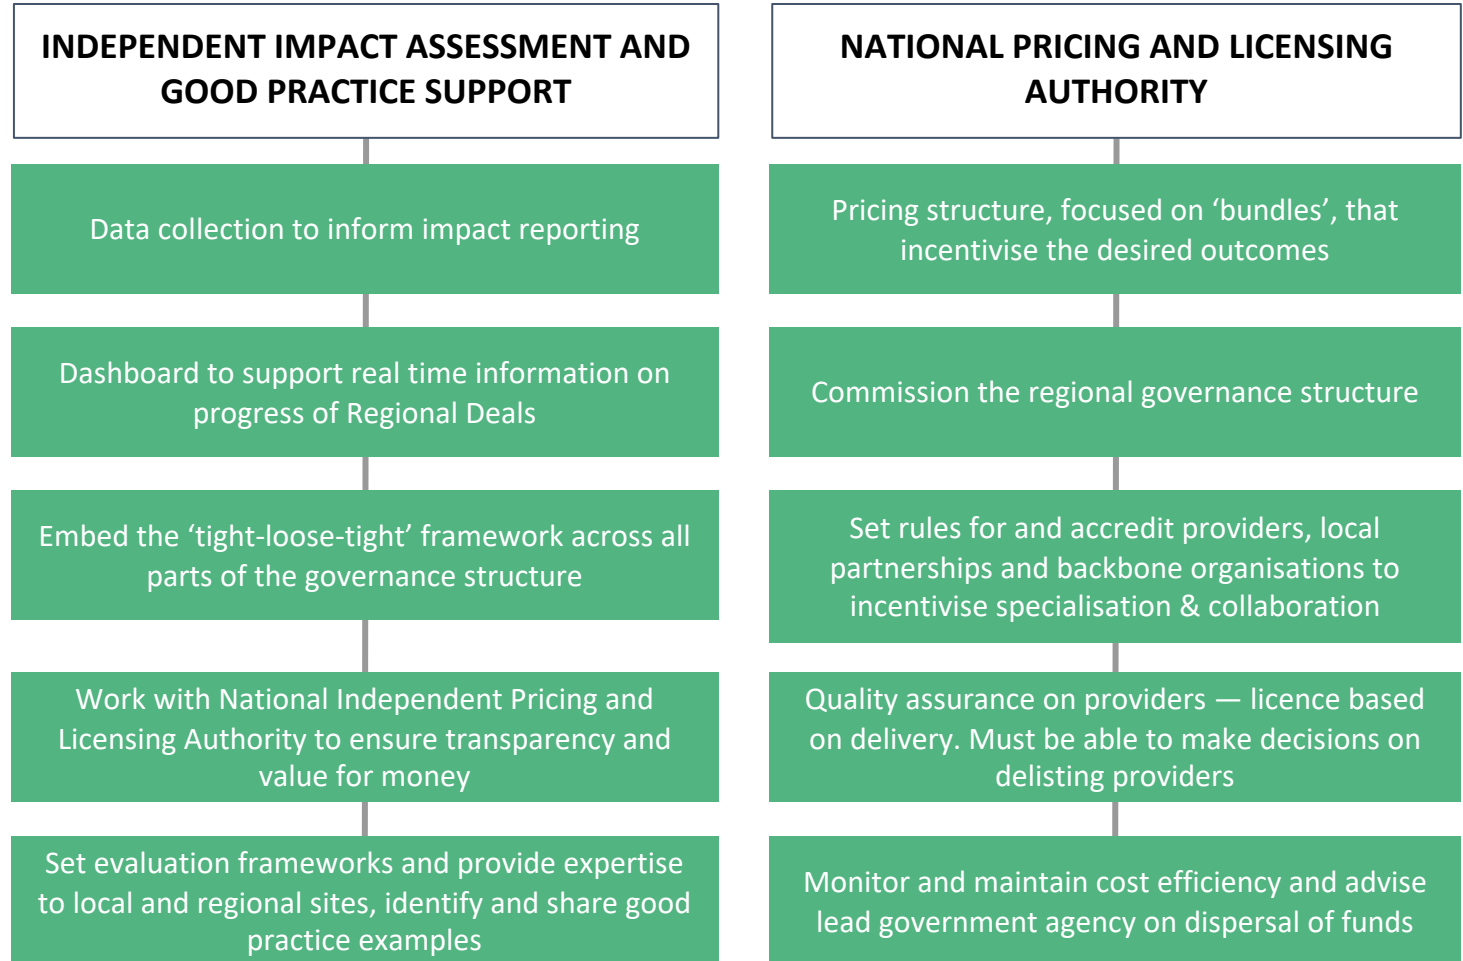 INDEPENDENT IMPACT ASSESSMENT AND
GOOD PRACTICE SUPPORT
Data collection to inform impact reporting
Dashboard to support real time information on
progress of Regional Deals
Embed the ‘tight-loose-tight’ framework across all
parts of the governance structure
Work with National Independent Pricing and
Licensing Authority to ensure transparency and
value for money
Set evaluation frameworks and provide expertise
to local and regional sites, identify and share good
practice examples
NATIONAL PRICING AND LICENSING
AUTHORITY
Pricing structure, focused on ‘bundles’, that
incentivise the desired outcomes
Commission the regional governance structure
Set rules for and accredit providers, local
partnerships and backbone organisations to
incentivise specialisation & collaboration
Quality assurance on providers — licence based
on delivery. Must be able to make decisions on
delisting providers
Monitor and maintain cost efficiency and advise
lead government agency on dispersal of funds